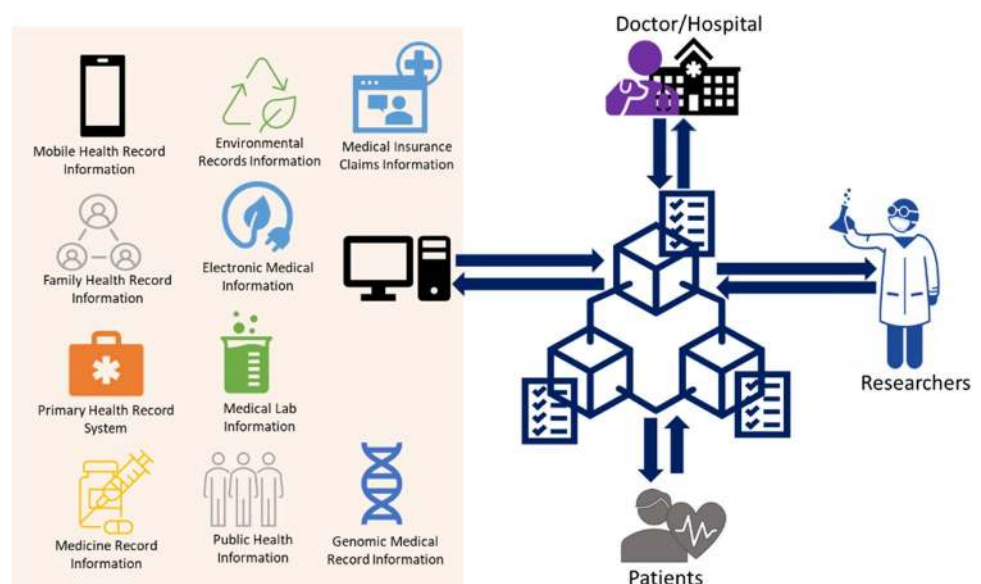 Doctor/Hospital
Mobile Health Record
Information
Environmental
Records Information
Medical Insurance
Claims Information
Family Health Record
Information
Electronic Medical
Information
Researchers
Primary Health Record
System
Medical Lab
Information
Medicine Record
Information
Public Health
Information
Genomic Medical
Record Information
Patients